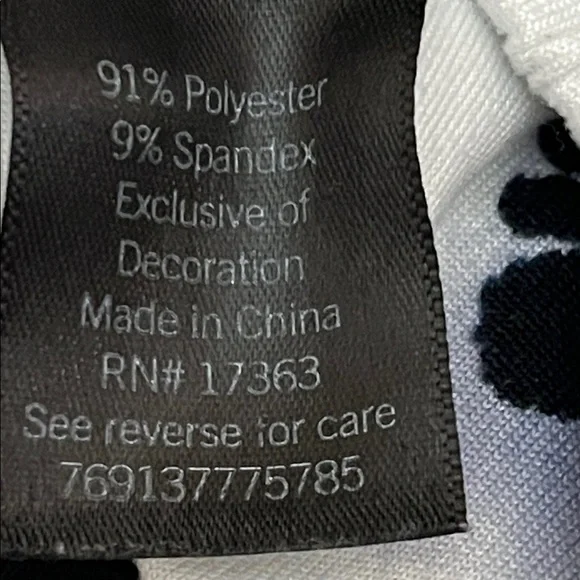 91% Polyester
9% Spandex
Exclusive of
Decoration
Made in China
RN# 17363
See reverse for care
769137775785